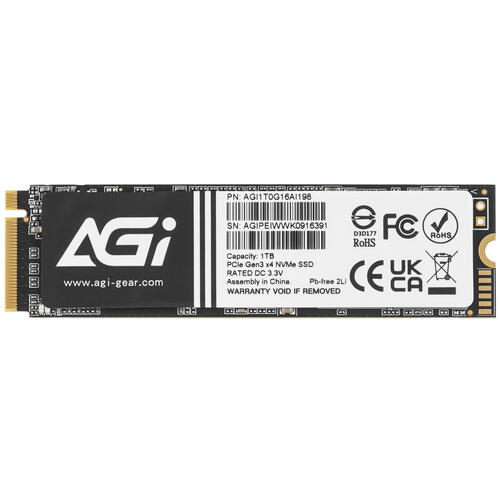 AGi
www.agi-gear.com
PN: AGI1T0G16AI198
SN: AGIPEIWWK0916391
Capacity: 1TB
PCIe Gen3 x4 NVMe SSD
RATED DC 3.3V
Assembly in China.
Pb-free 2LI
WARRANTY VOID IF REMOVED
D3D177
RoHS
FC
RoHS
CE
UK
CA